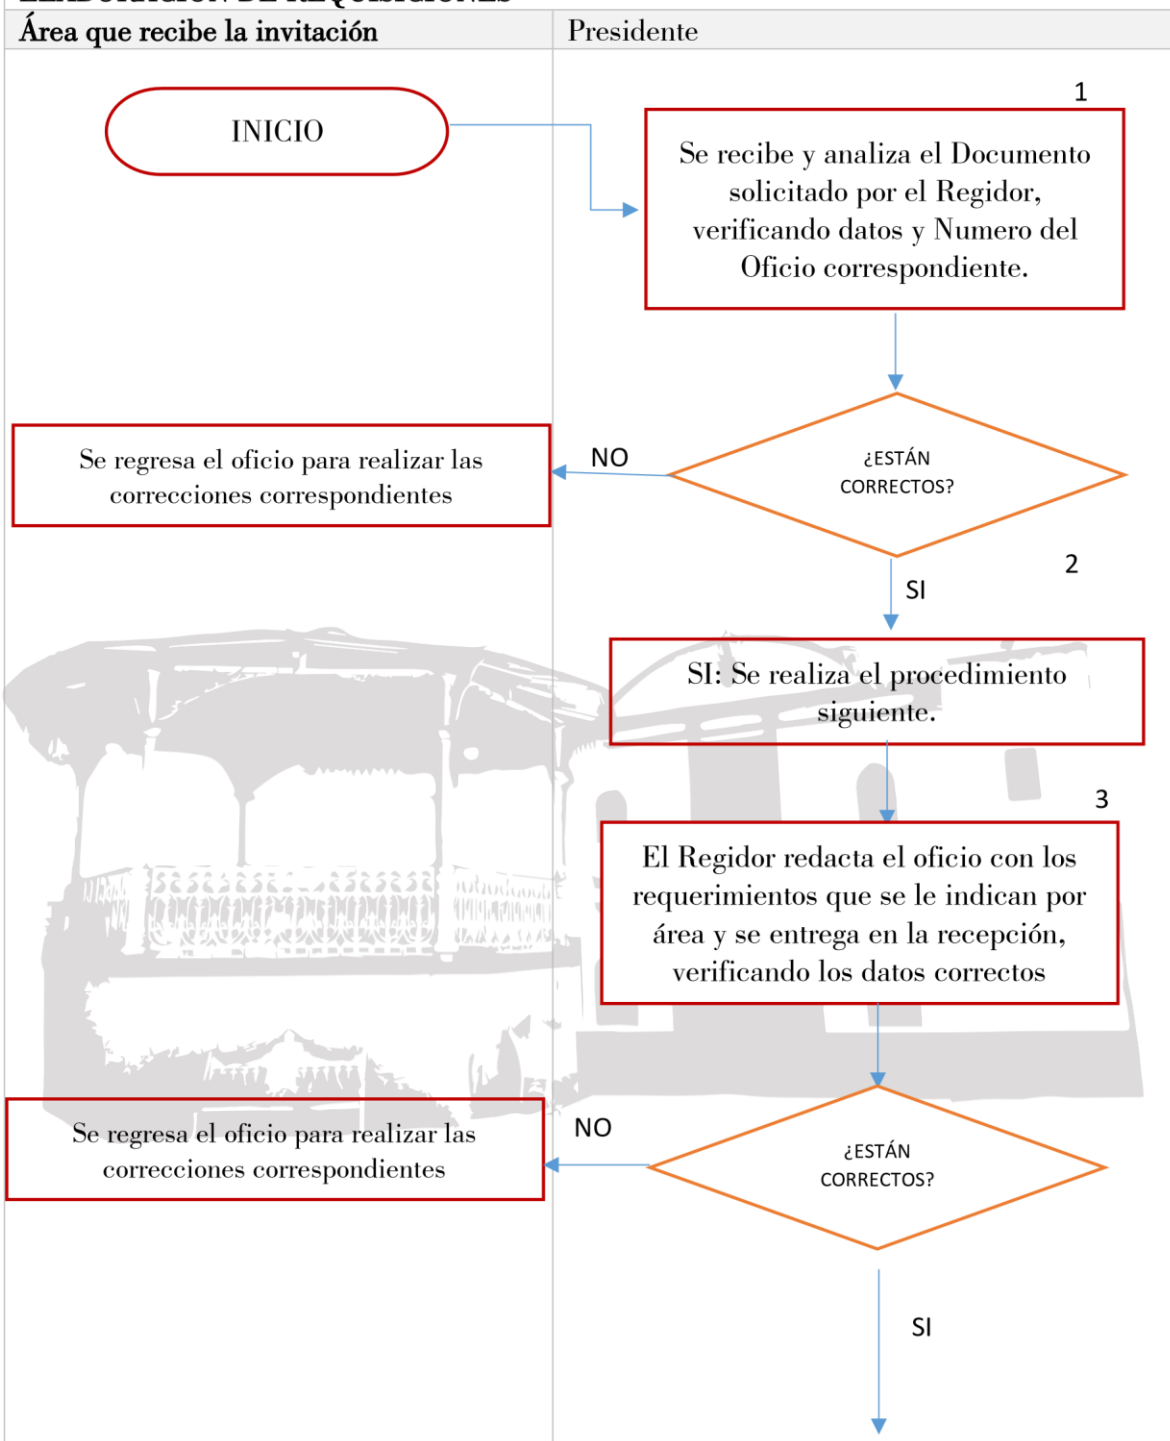 ELABORACIÓN DE REQUISICIONES
Área que recibe la invitación
Presidente
INICIO
1
Se recibe y analiza el Documento
solicitado por el Regidor,
verificando datos y Numero del
Oficio correspondiente.
Se regresa el oficio para realizar las
correcciones correspondientes
NO
¿ESTÁN
CORRECTOS?
2
SI
SI: Se realiza el procedimiento
siguiente.
3
El Regidor redacta el oficio con los
requerimientos que se le indican por
área y se entrega en la recepción,
verificando los datos correctos
Se regresa el oficio para realizar las
correcciones correspondientes
NO
¿ESTÁN
CORRECTOS?
SI